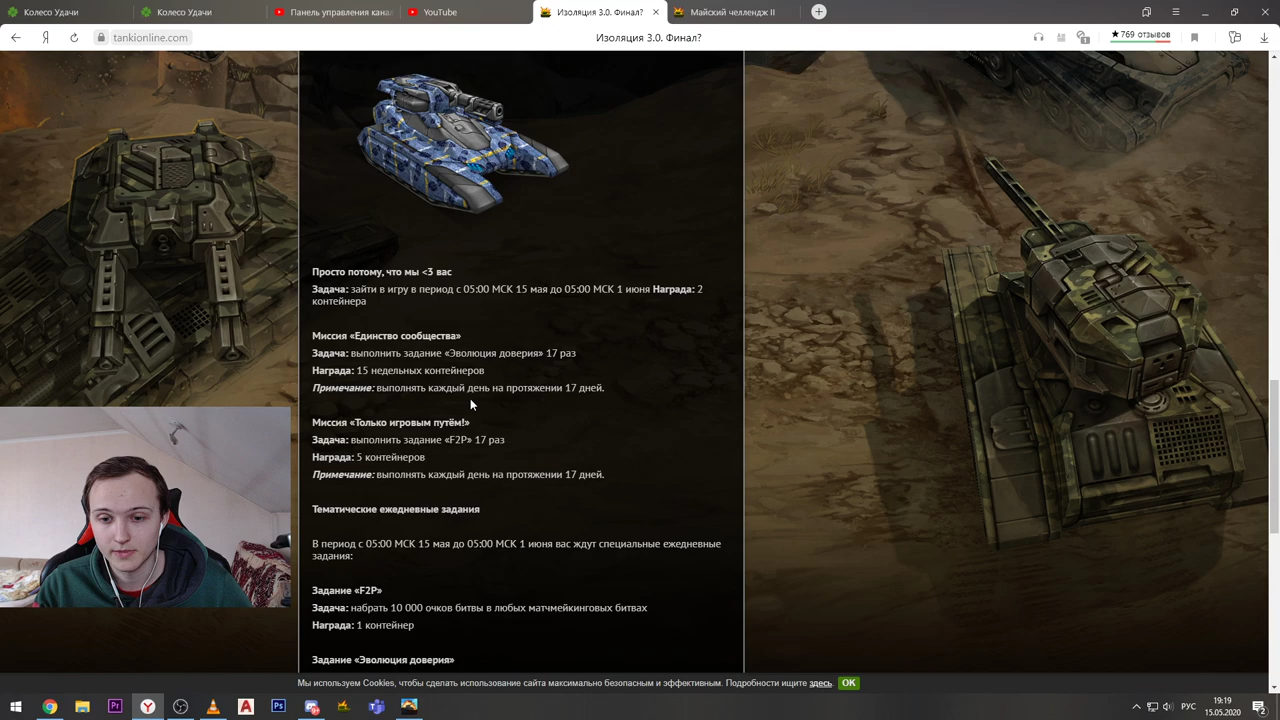 Колесо Удачи
Колесо Удачи
Панель управления канал
YouTube
Изоляция 3.0. Финал?
Майский челлендж II
tankionline.com
Изоляция 3.0. Финал?
★769 отзывов
Просто потому, что мы <3 вас
Задача: зайти в игру в период с 05:00 МСК 15 мая до 05:00 МСК 1 июня Награда: 2
контейнера
Миссия «Единство сообщества»
Задача: выполнить задание «Эволюция доверия» 17 раз
Награда: 15 недельных контейнеров
Примечание: выполнять каждый день на протяжении 17 дней.
Миссия «Только игровым путём!»
Задача: выполнить задание «F2P» 17 раз
Награда: 5 контейнеров
Примечание: выполнять каждый день на протяжении 17 дней.
Тематические ежедневные задания
В период с 05:00 МСК 15 мая до 05:00 МСК 1 июня вас ждут специальные ежедневные
задания:
Задание «F2P»
Задача: набрать 10 000 очков битвы в любых матчмейкинговых битвах
Награда: 1 контейнер
Задание «Эволюция доверия»
Мы используем Cookies, чтобы сделать использование сайта максимально безопасным и эффективным. Подробности ищите здесь OK
РУС
19:19
15.05.2020